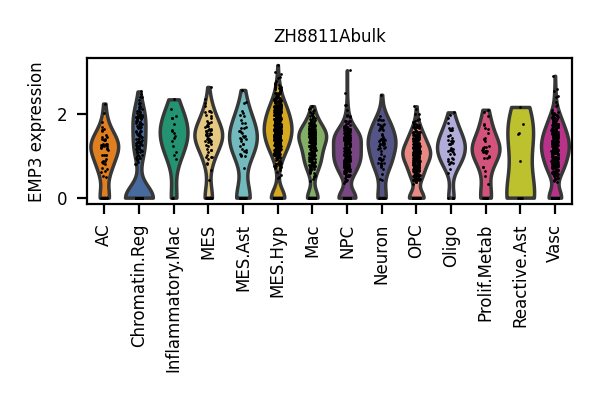 ZH8811Abulk
EMP3 expression
2
0
AC
Chromatin.Reg
Inflammatory.Mac
MES
MES.Ast
MES.Hyp
Mac
NPC
Neuron
OPC
Oligo
Prolif.Metab
Reactive.Ast
Vasc